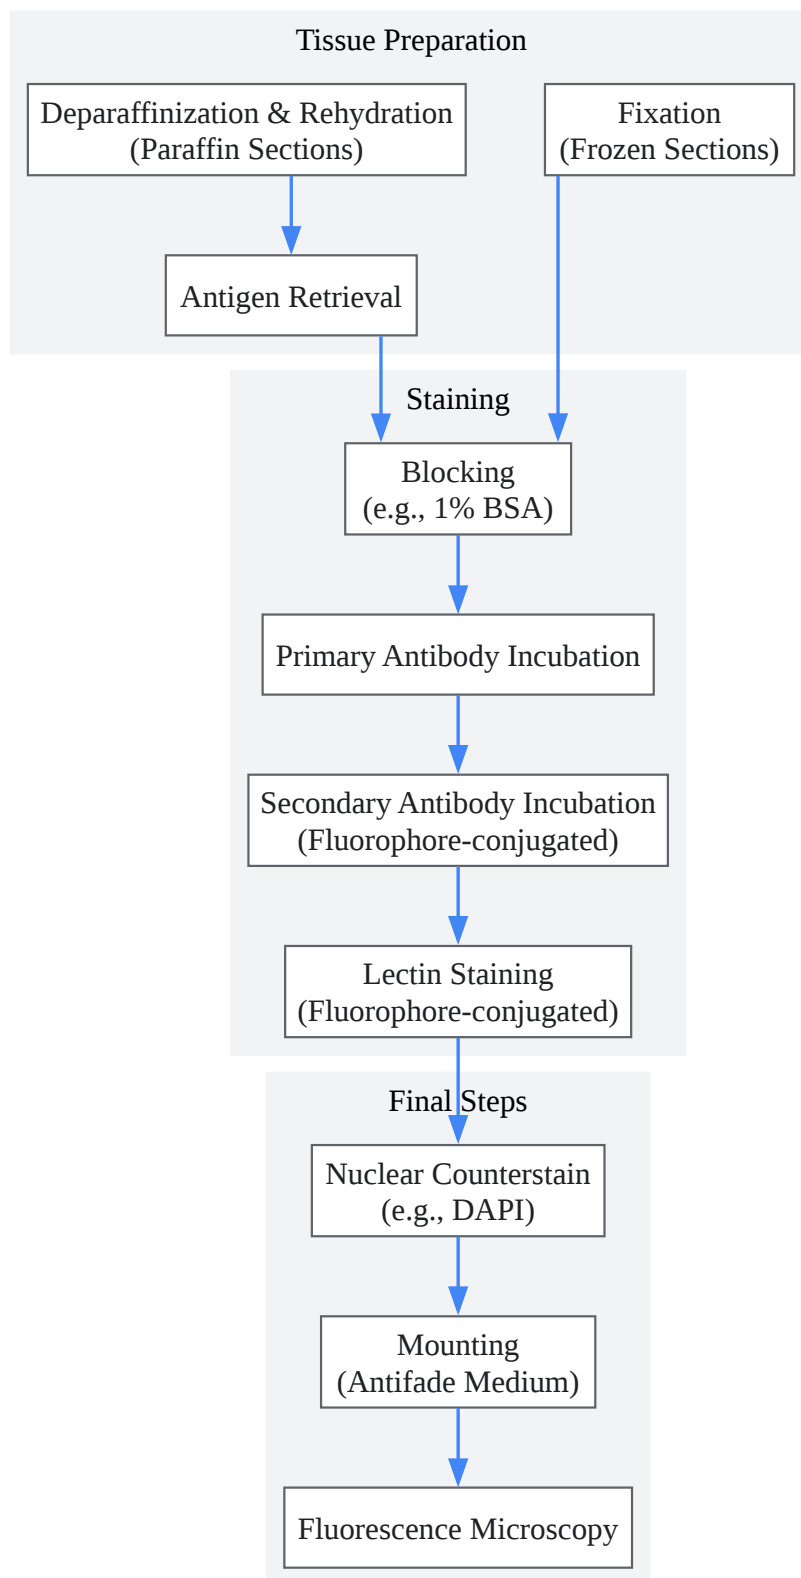 Tissue Preparation
Deparaffinization & Rehydration
(Paraffin Sections)
Fixation
(Frozen Sections)
Antigen Retrieval
Staining
Blocking
(e.g., 1% BSA)
Primary Antibody Incubation
Secondary Antibody Incubation
(Fluorophore-conjugated)
Lectin Staining
(Fluorophore-conjugated)
Final Steps
Nuclear Counterstain
(e.g., DAPI)
Mounting
(Antifade Medium)
Fluorescence Microscopy